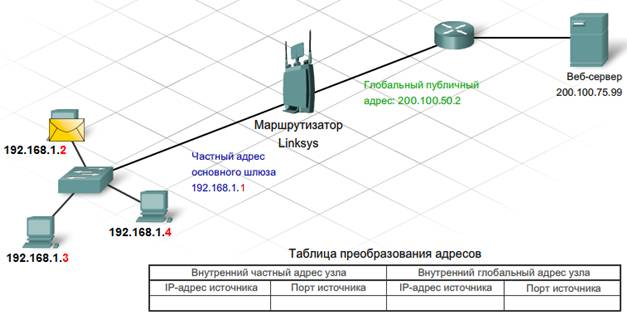 Веб-сервер
200.100.75.99
Глобальный публичный
адрес: 200.100.50.2
Маршрутизатор
Linksys
192.168.1.2
Частный адрес
основного шлюза
192.168.1.1
192.168.1.4
192.168.1.3
Таблица преобразования адресов
Внутренний частный адрес узла
Внутренний глобальный адрес узла
IP-адрес источника
Порт источника
IP-адрес источника
Порт источника